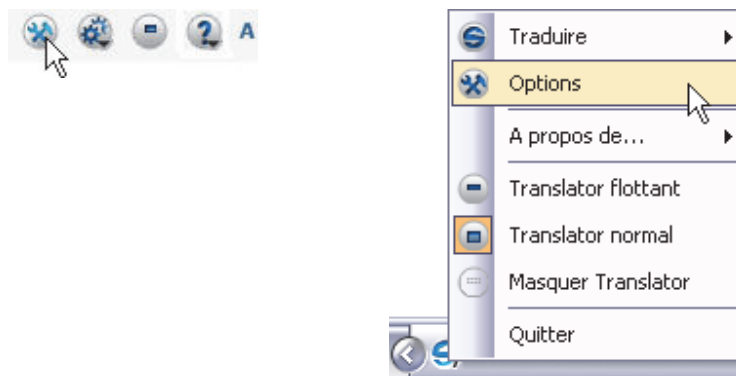 A
Traduire
Options
A propos de...
Translator flottant
Translator normal
Masquer Translator
Quitter